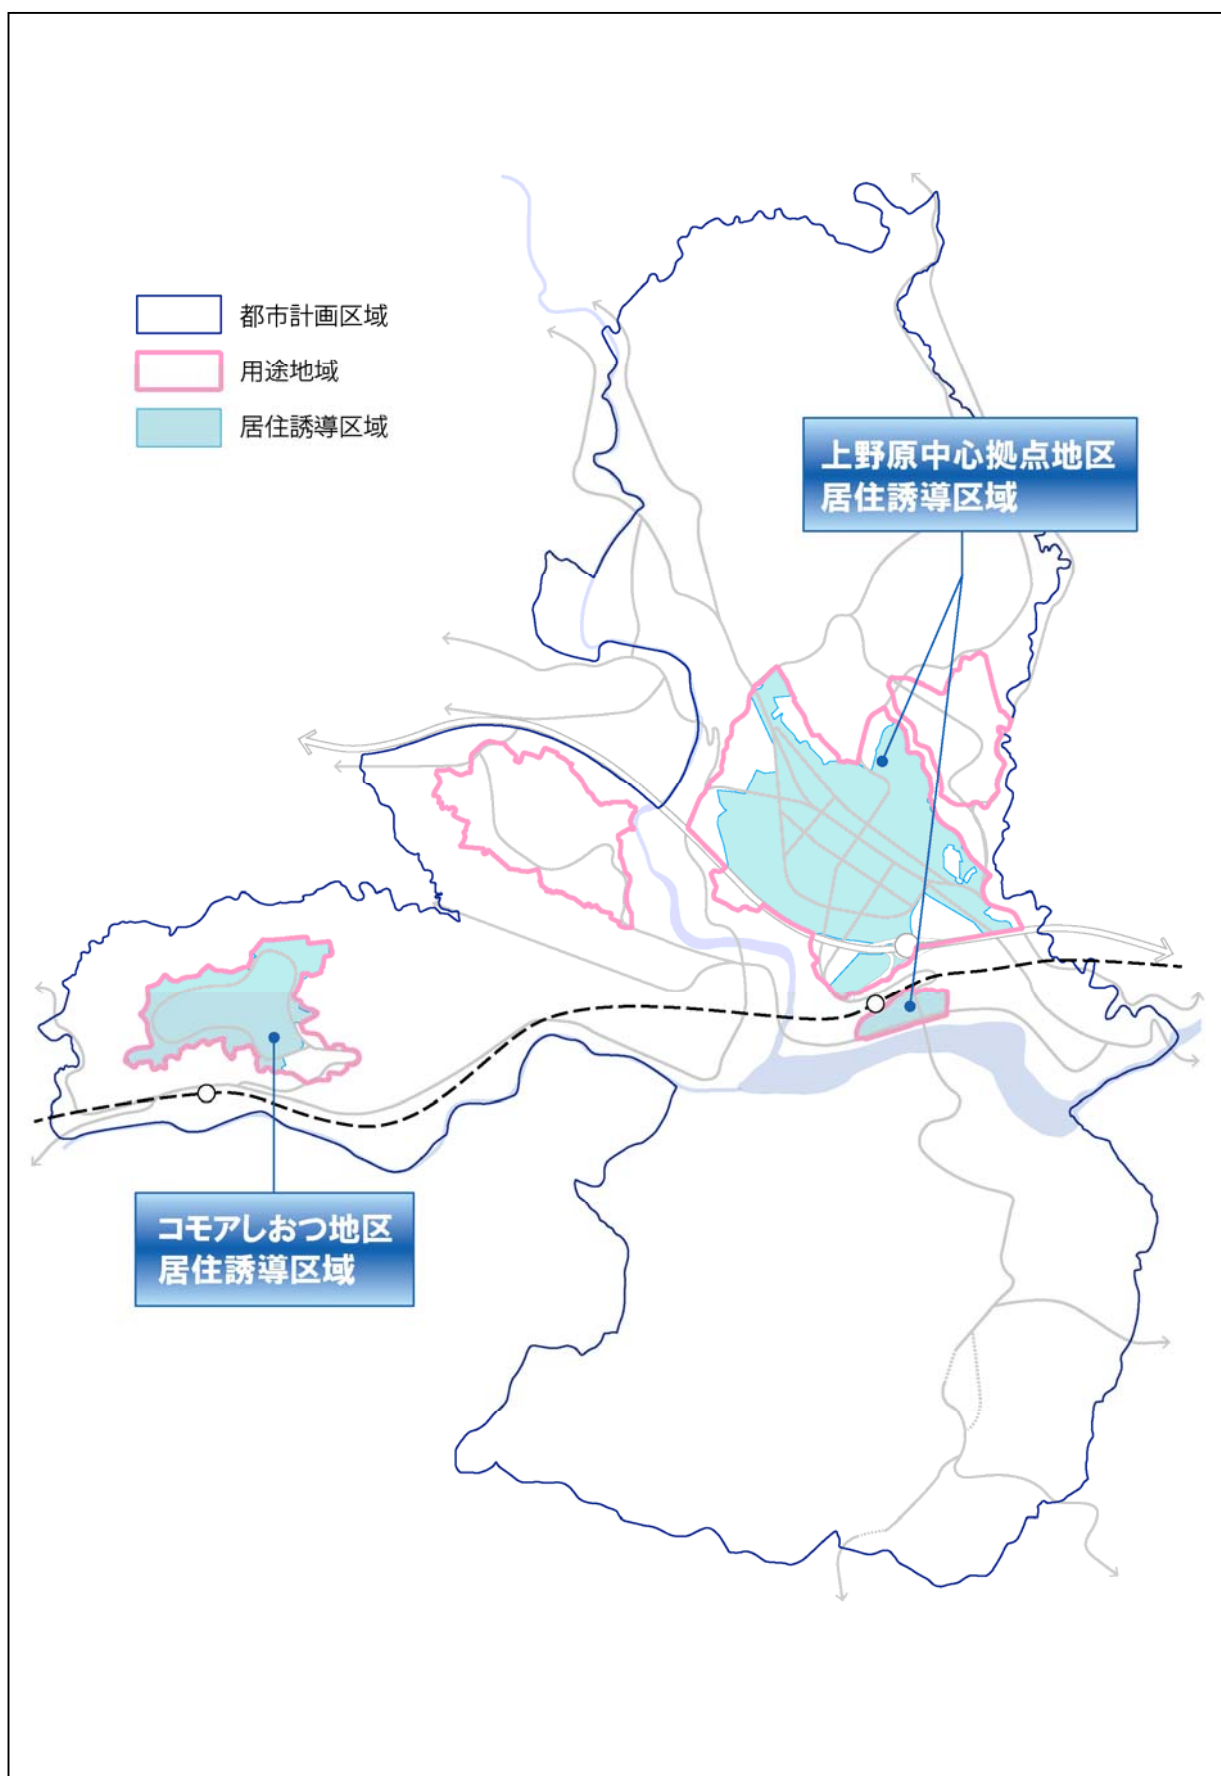 都市計画区域
用途地域
居住誘導区域
上野原中心拠点地区
居住誘導区域
コモアしおつ地区
居住誘導区域